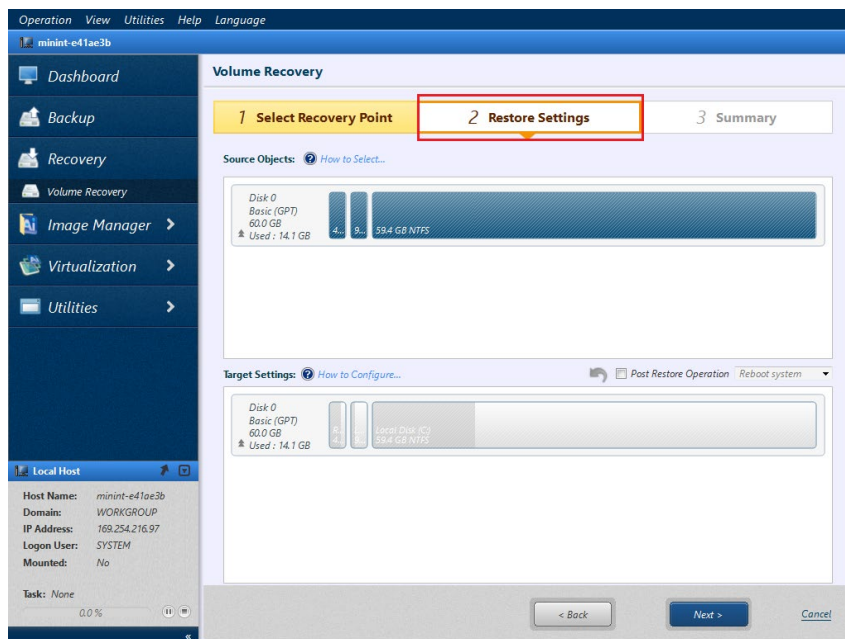 Operation View Utilities Help Language
minint-e41ae3b
Dashboard
Backup
Recovery
Volume Recovery
Image Manager
Virtualization
Utilities
Local Host
Host Name: minint-e41ae3b
Domain: WORKGROUP
IP Address: 169.254.216.97
Logon User: SYSTEM
Mounted: No
Task: None
0.0 %
Volume Recovery
1 Select Recovery Point
2 Restore Settings
3 Summary
Source Objects: How to Select...
Disk 0
Basic (GPT)
60.0 GB
Used : 14.1 GB
4... 9... 59.4 GB NTFS
Target Settings: How to Configure...
Post Restore Operation Reboot system
Disk 0
Basic (GPT)
60.0 GB
Used : 14.1 GB
Local Disk (C:)
4... 9... 59.4 GB NTFS
< Back
Next >
Cancel